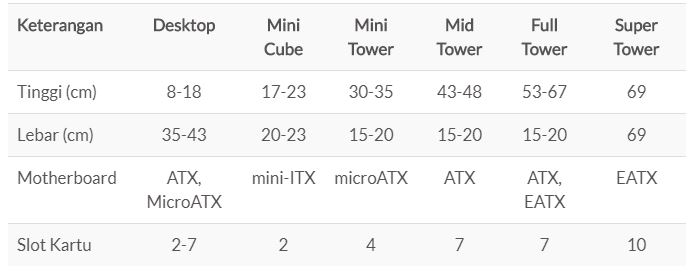 Keterangan Desktop Mini Cube Mini Tower Mid Tower Full Tower Super Tower
Tinggi (cm) 8-18 17-23 30-35 43-48 53-67 69
Lebar (cm) 35-43 20-23 15-20 15-20 15-20 69
Motherboard ATX, MicroATX mini-ITX microATX ATX ATX, EATX EATX
Slot Kartu 2-7 2 4 7 7 10